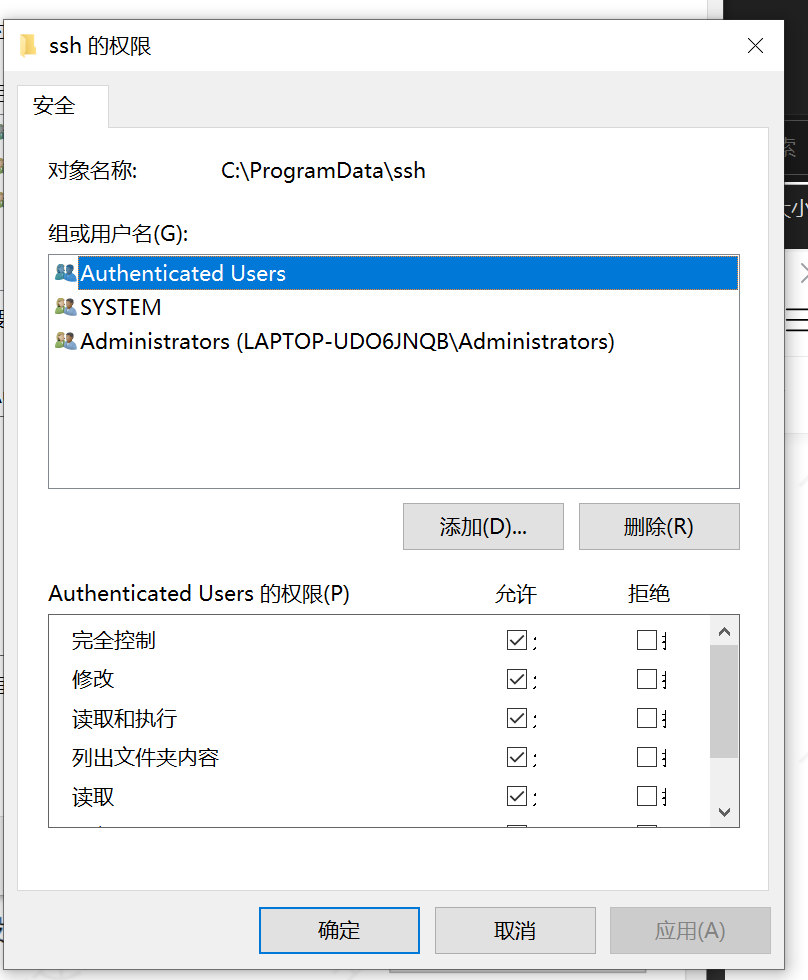 ssh 的权限
安全
对象名称: C:\ProgramData\ssh
组或用户名(G):
Authenticated Users
SYSTEM
Administrators (LAPTOP-UDO6JNQB\Administrators)
添加(D)... 删除(R)
Authenticated Users 的权限(P) 允许 拒绝
完全控制
修改
读取和执行
列出文件夹内容
读取
确定 取消 应用(A)
索
大小